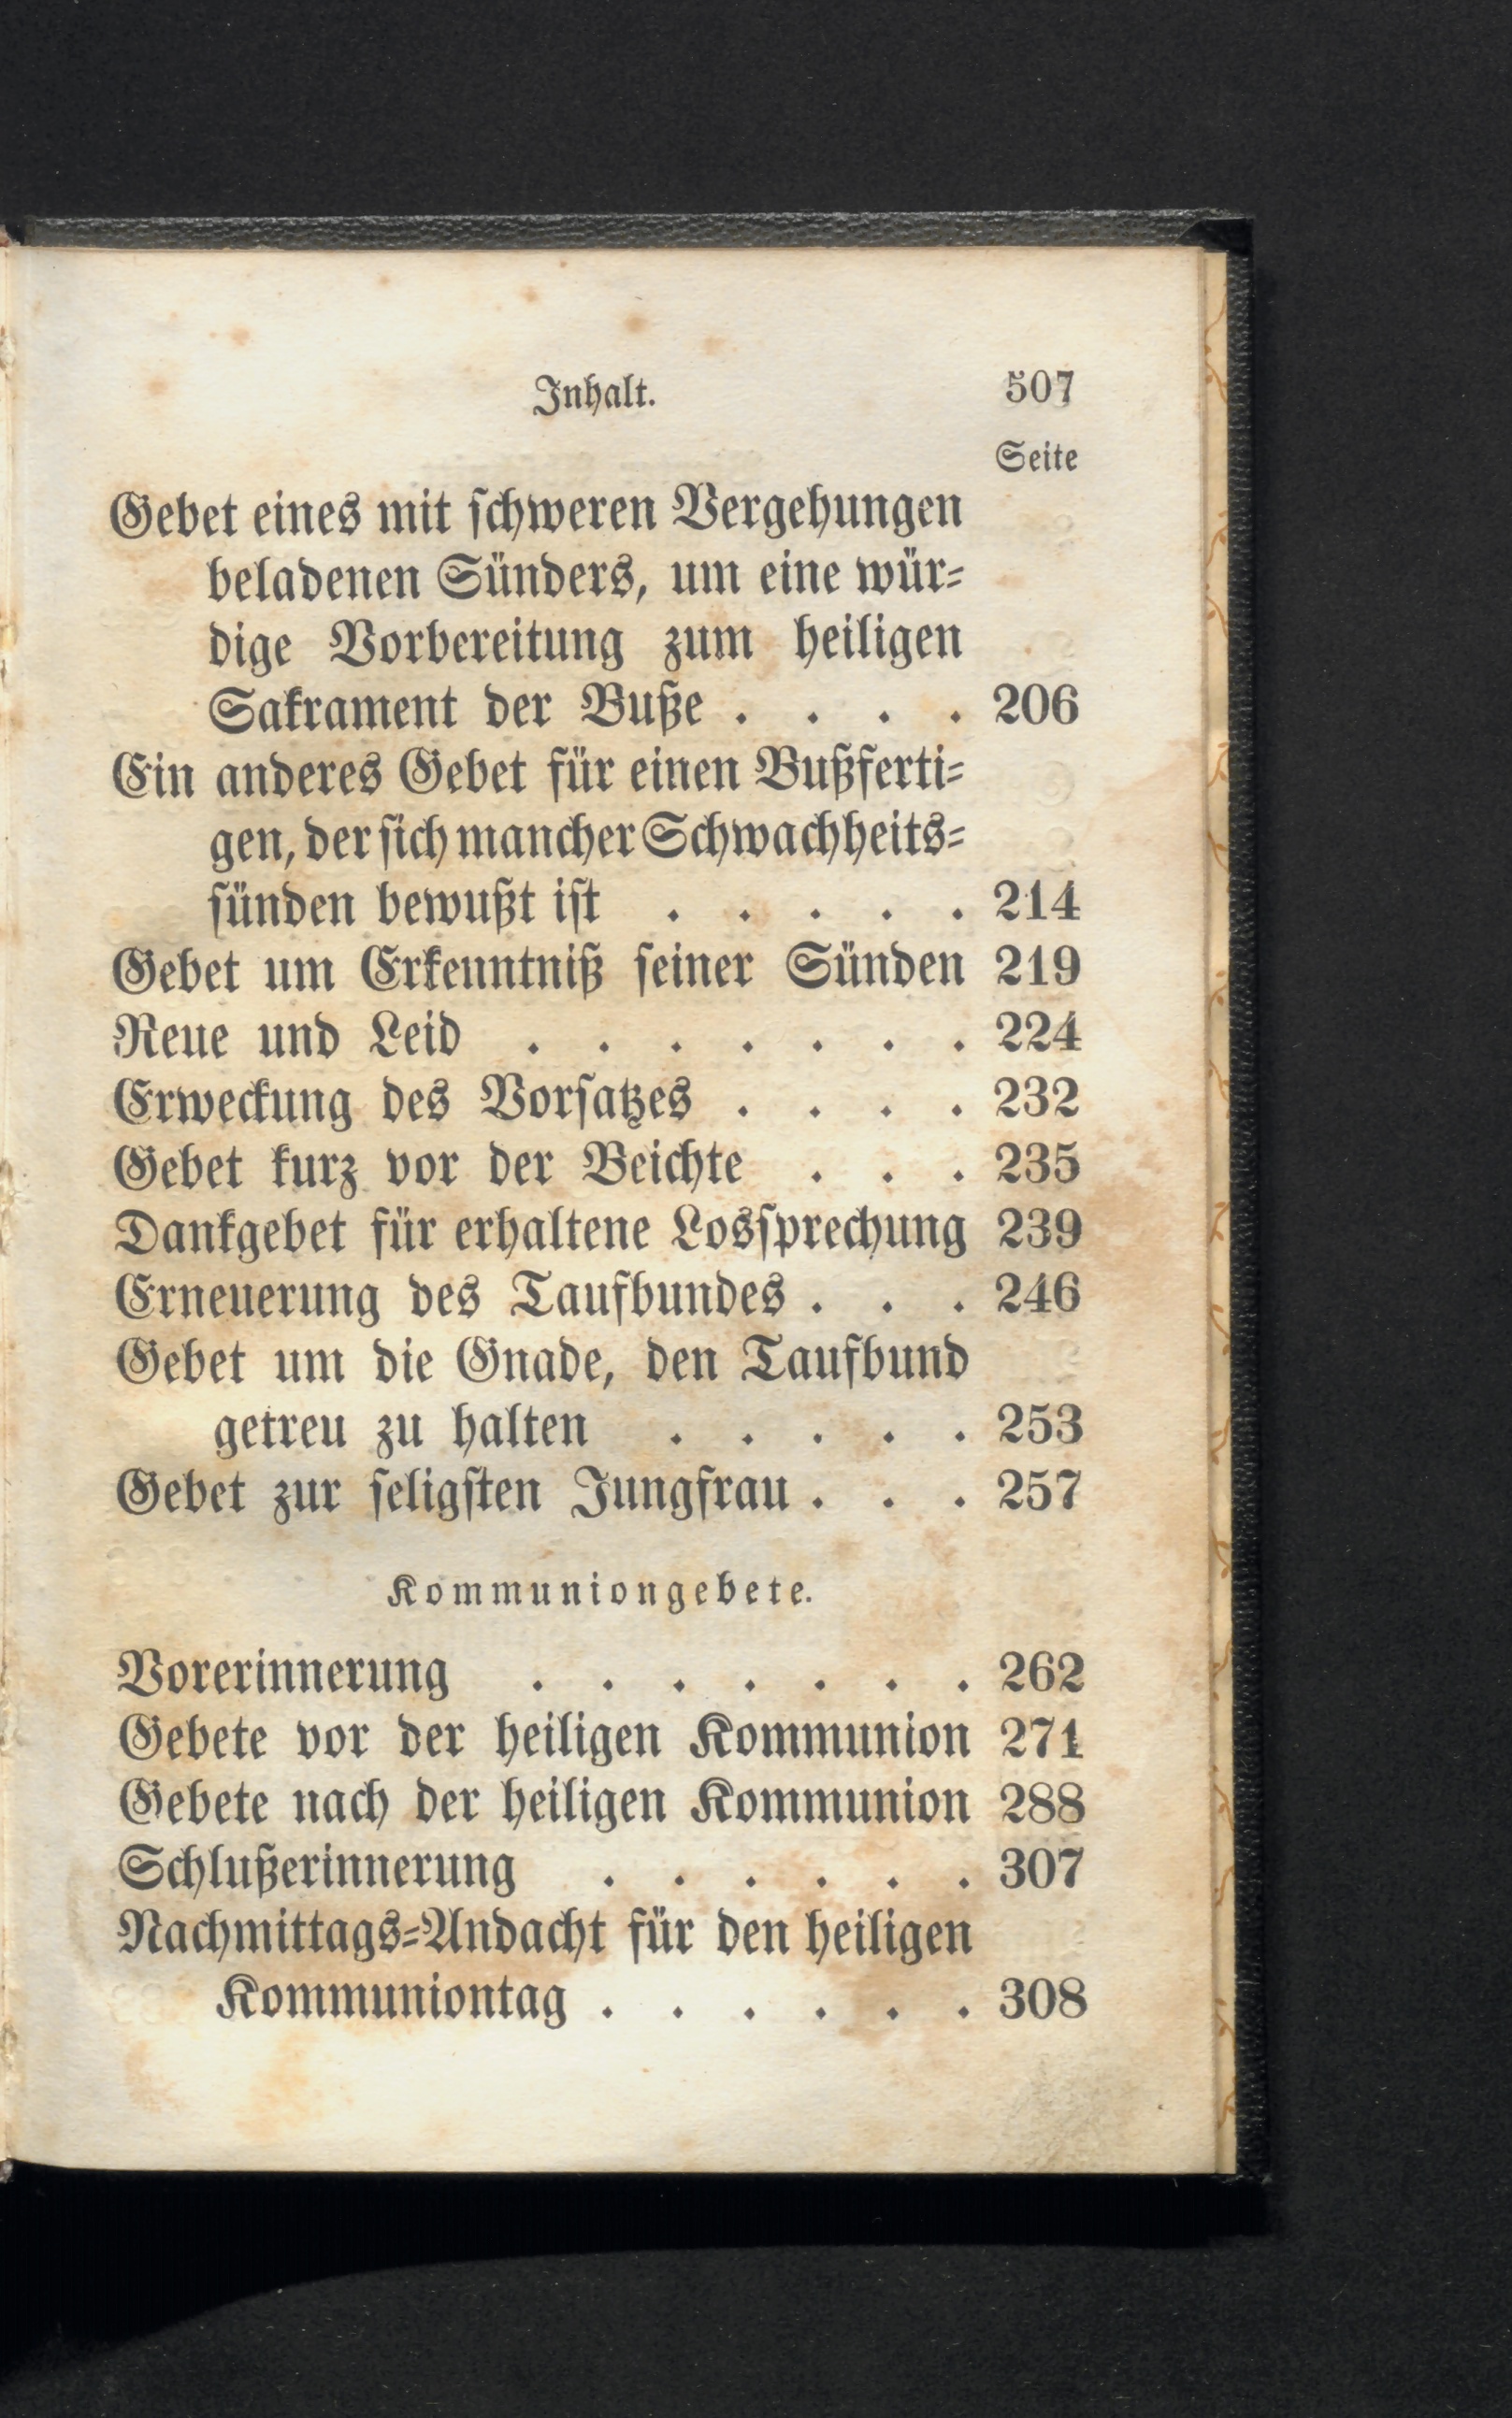 Inhalt. 507
Seite
Gebet eines mit ſchweren Vergehungen
beladenen Sünders, um eine wür⸗
dige Vorbereitung zum heiligen
Sakrament der Buße . . . . 206
Ein anderes Gebet für einen Bußferti⸗
gen, der ſich mancher Schwachheits⸗
ſünden bewußt iſt . . . . . 214
Gebet um Erkenntniß ſeiner Sünden 219
Reue und Leid . . . . . . . 224
Erweckung des Vorſatzes . . . . 232
Gebet kurz vor der Beichte . . . 235
Dankgebet für erhaltene Losſprechung 239
Erneuerung des Taufbundes . . . 246
Gebet um die Gnade, den Taufbund
getreu zu halten . . . . . 253
Gebet zur ſeligſten Jungfrau . . . 257
Kommuniongebete.
Vorerinnerung . . . . . . . 262
Gebete vor der heiligen Kommunion 271
Gebete nach der heiligen Kommunion 288
Schlußerinnerung . . . . . . 307
Nachmittags⸗Andacht für den heiligen
Kommuniontag . . . . . . 308